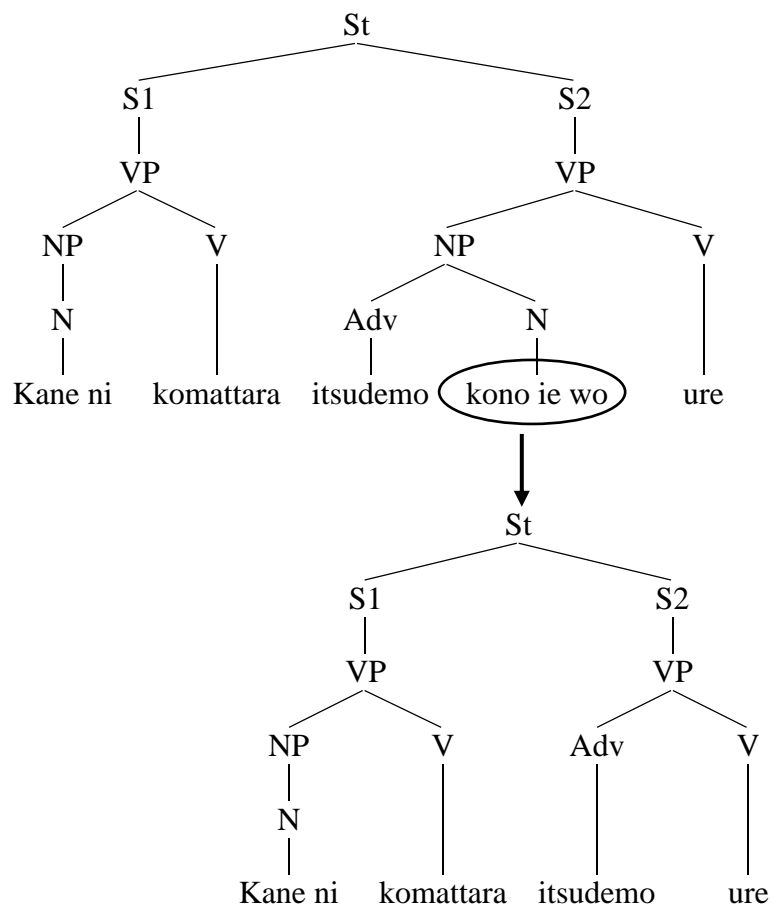 St
S1 S2
VP VP
NP V NP V
N Adv N
Kane ni komattara itsudemo kono ie wo ure
St
S1 S2
VP VP
NP V Adv V
N
Kane ni komattara itsudemo ure